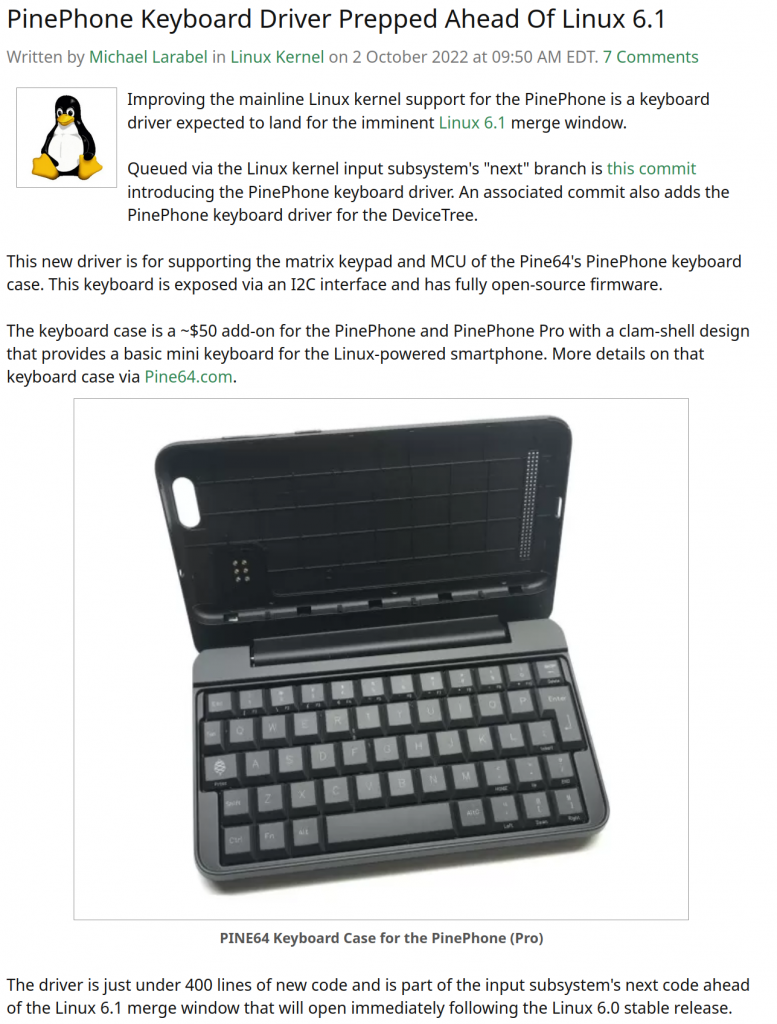 PinePhone Keyboard Driver Prepped Ahead Of Linux 6.1
Written by Michael Larabel in Linux Kernel on 2 October 2022 at 09:50 AM EDT. 7 Comments
Improving the mainline Linux kernel support for the PinePhone is a keyboard
driver expected to land for the imminent Linux 6.1 merge window.
Queued via the Linux kernel input subsystem's "next" branch is this commit
introducing the PinePhone keyboard driver. An associated commit also adds the
PinePhone keyboard driver for the DeviceTree.
This new driver is for supporting the matrix keypad and MCU of the Pine64's PinePhone keyboard
case. This keyboard is exposed via an I2C interface and has fully open-source firmware.
The keyboard case is a ~$50 add-on for the PinePhone and PinePhone Pro with a clam-shell design
that provides a basic mini keyboard for the Linux-powered smartphone. More details on that
keyboard case via Pine64.com.
Esc
Q W E R T Y U I O P Enter
A S D F G H J K L
Shift Z X C V B N M
Ctrl Fn Alt
PINE64 Keyboard Case for the PinePhone (Pro)
The driver is just under 400 lines of new code and is part of the input subsystem's next code ahead
of the Linux 6.1 merge window that will open immediately following the Linux 6.0 stable release.